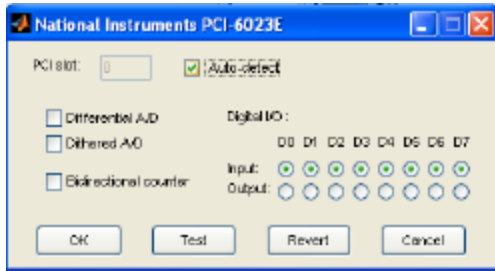 National Instruments PCI-6023E
PCI slot: 0 Auto-detect
Differential A/D Digital I/O:
Dithered A/D D0 D1 D2 D3 D4 D5 D6 D7
Input:
Bidirectional counter Output:
OK Test Revert Cancel